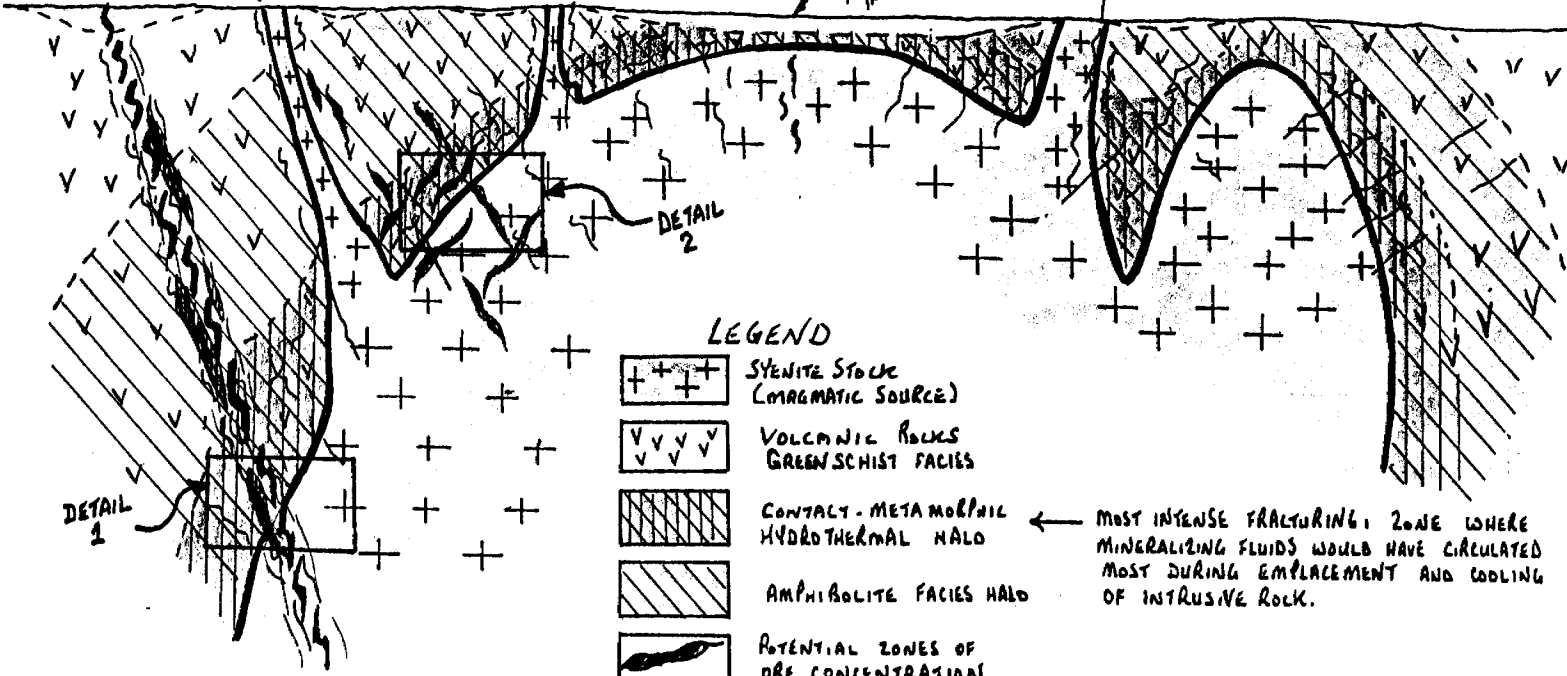 DETAIL
2
LEGEND
SYENITE STOCK
(MAGMATIC SOURCE)
VOLCANIC ROCKS
GREENSCHIST FACIES
DETAIL
1
CONTACT-METAMORPHIC
HYDROTHERMAL HALO
MOST INTENSE FRACTURING; ZONE WHERE
MINERALIZING FLUIDS WOULD HAVE CIRCULATED
MOST DURING EMPLACEMENT AND COOLING
OF INTRUSIVE ROCK.
AMPHIBOLITE FACIES HALO
POTENTIAL ZONES OF
ORE CONCENTRATION